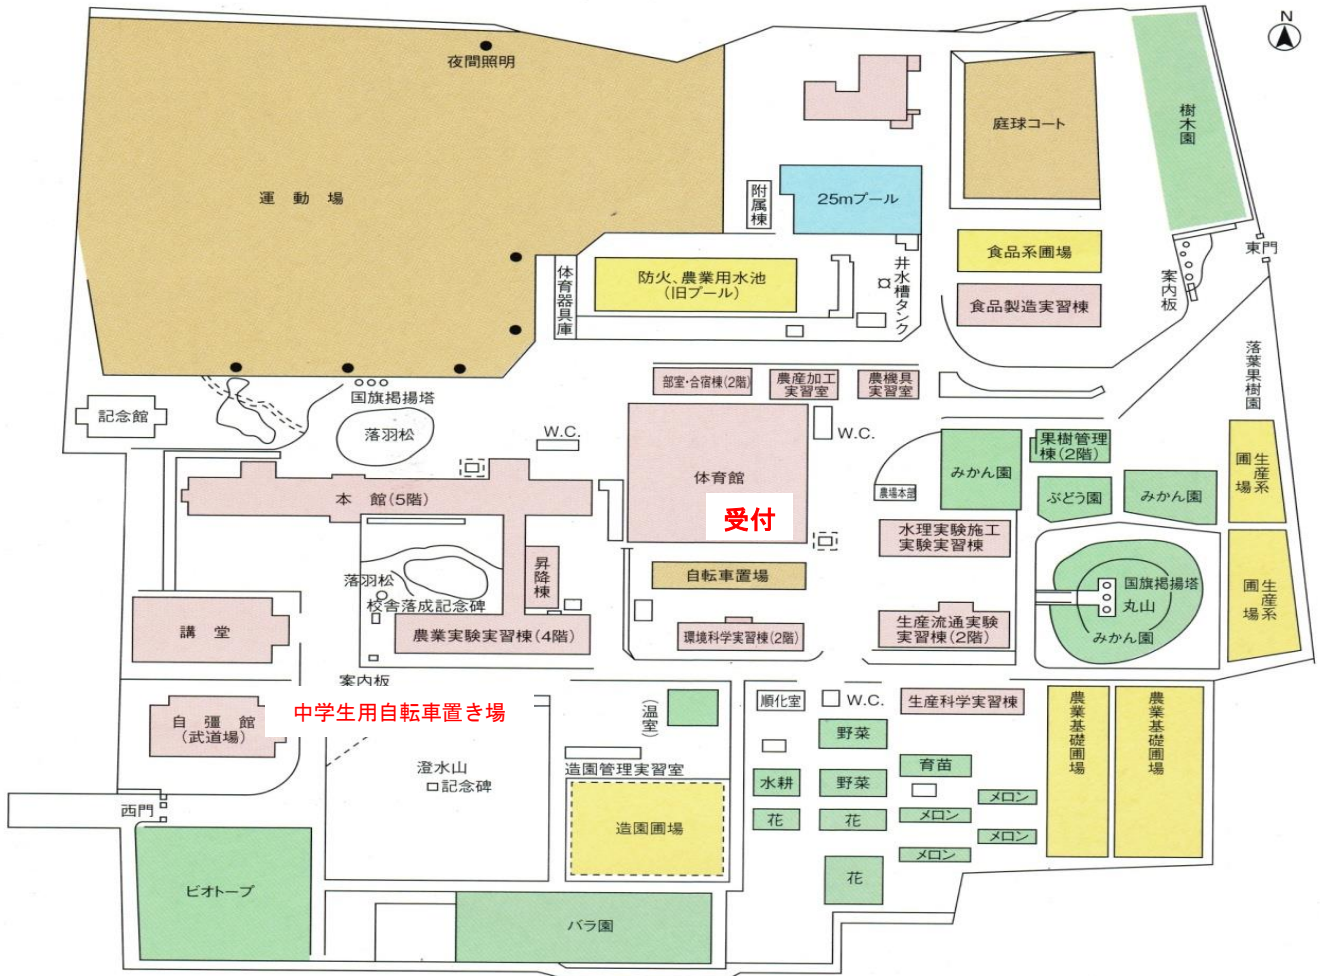 N
夜間照明
運動場
庭球コート
樹木園
附属棟
25mプール
東門
食品系圃場
案内板
体育器具庫
防火、農業用水池
(旧プール)
井水槽タンク
食品製造実習棟
落葉果樹園
国旗掲揚塔
部室・合宿棟(2階)
農産加工
実習室
農機具
実習室
記念館
落羽松
W.C.
W.C.
果樹管理
棟(2階)
みかん園
ぶどう園
みかん園
生産系
圃場
体育館
受付
本館(5階)
農場本部
水理実験施工
実験実習棟
昇降棟
自転車置場
落羽松
校舎落成記念碑
国旗掲揚塔
丸山
みかん園
生産系
圃場
講堂
農業実験実習棟(4階)
環境科学実習棟(2階)
生産流通実験
実習棟(2階)
案内板
中学生用自転車置き場
自彊館
(武道場)
(温室)
順化室
W.C.
生産科学実習棟
農業基礎圃場
農業基礎圃場
野菜
造園管理実習室
澄水山
記念碑
育苗
水耕
野菜
メロン
西門
花
花
メロン
造園圃場
メロン
メロン
花
ビオトープ
バラ園